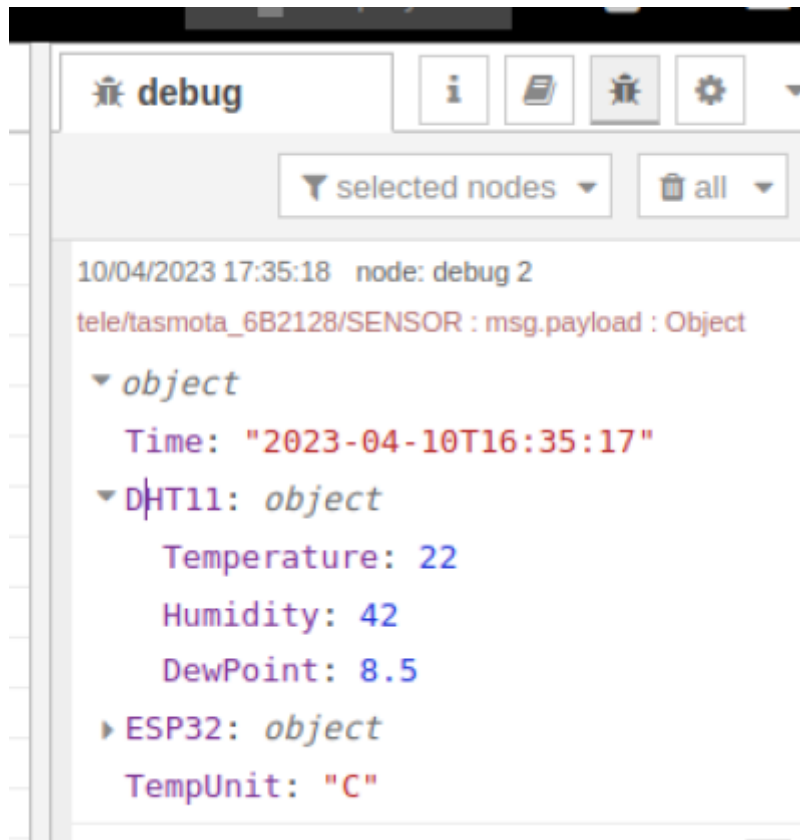 debug
selected nodes
all
10/04/2023 17:35:18 node: debug 2
tele/tasmota_6B2128/SENSOR : msg.payload : Object
object
Time: "2023-04-10T16:35:17"
DHT11: object
Temperature: 22
Humidity: 42
DewPoint: 8.5
ESP32: object
TempUnit: "C"